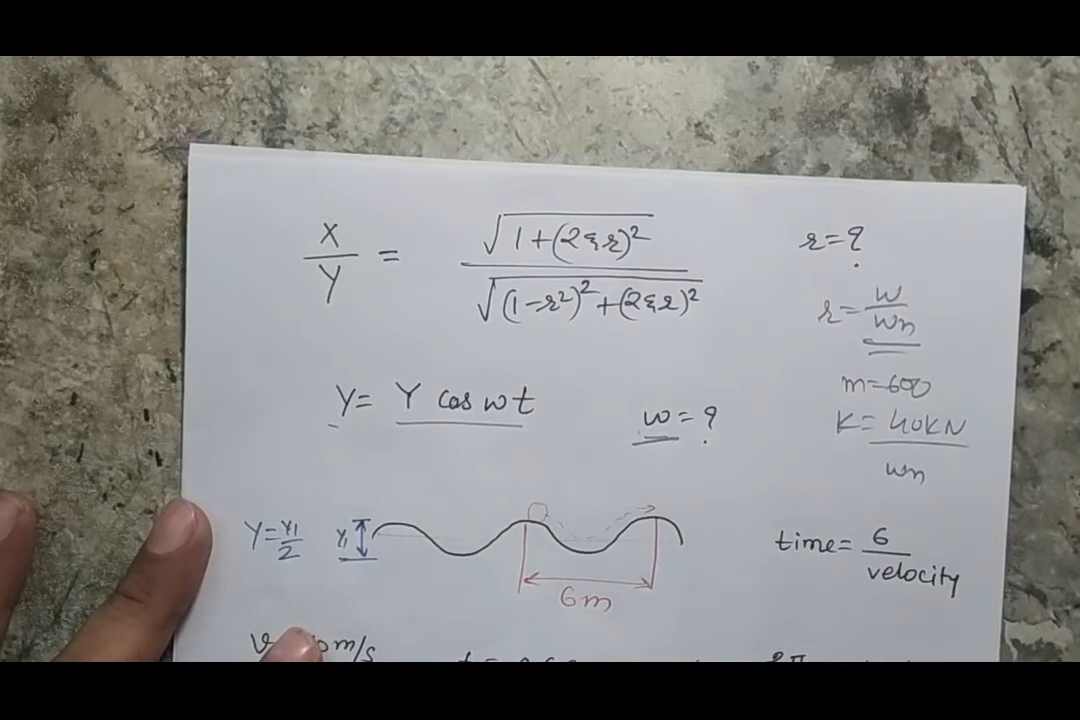 X/Y = √(1+(2ξr)²) / √((1-r²)²+(2ξr)²)
r=?
r= w/wn
m=600
K= 40KN
wn
y= Y cos wt
w= ?
Y= Y1/2
Y1
6m
time= 6/velocity
m/s